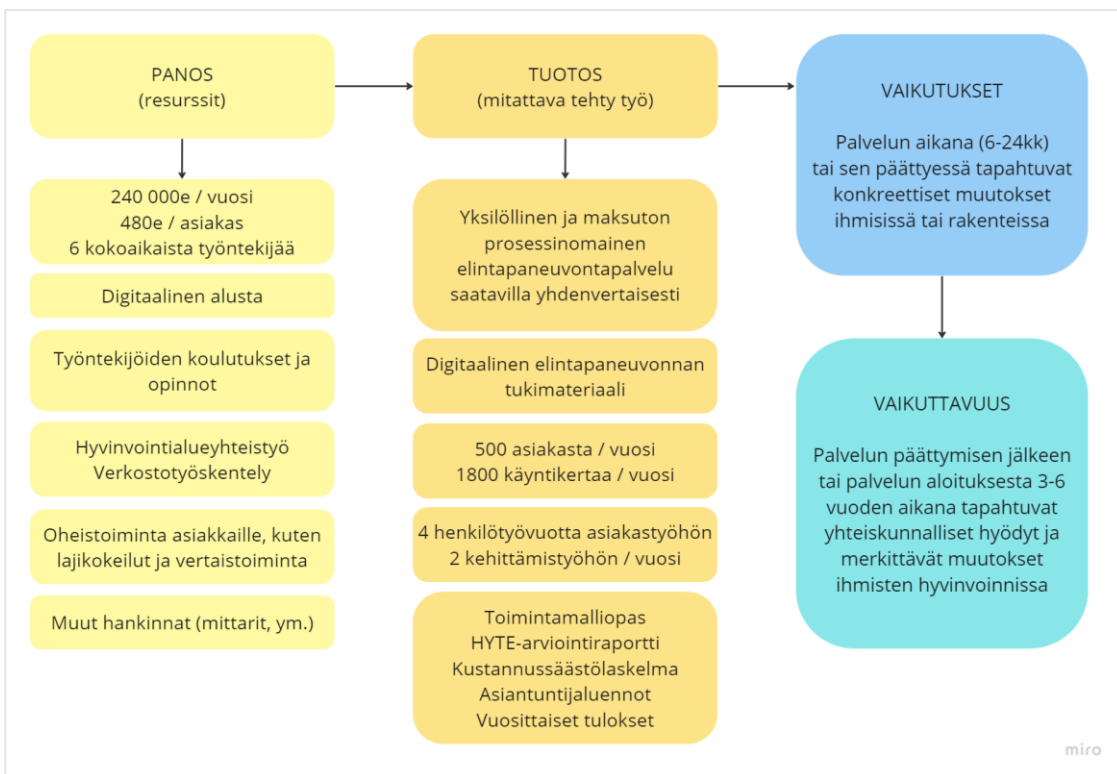 PANOS
(resurssit)
240 000e / vuosi
480e / asiakas
6 kokoaikaista työntekijää
Digitaalinen alusta
Työntekijöiden koulutukset ja
opinnot
Hyvinvointialueyhteistyö
Verkostotyöskentely
Oheistoiminta asiakkaille, kuten
lajikokeilut ja vertaistoiminta
Muut hankinnat (mittarit, ym.)
TUOTOS
(mitattava tehty työ)
Yksilöllinen ja maksuton
prosessinomainen
elintapaneuvontapalvelu
saatavilla yhdenvertaisesti
Digitaalinen elintapaneuvonnan
tukimateriaali
500 asiakasta / vuosi
1800 käyntikertaa / vuosi
4 henkilötyövuotta asiakastyöhön
2 kehittämistyöhön / vuosi
Toimintamalliopas
HYTE-arviointiraportti
Kustannussäästölaskelma
Asiantuntijaluennot
Vuosittaiset tulokset
VAIKUTUKSET
Palvelun aikana (6-24kk)
tai sen päättyessä tapahtuvat
konkreettiset muutokset
ihmisissä tai rakenteissa
VAIKUTTAVUUS
Palvelun päättymisen jälkeen
tai palvelun aloituksesta 3-6
vuoden aikana tapahtuvat
yhteiskunnalliset hyödyt ja
merkittävät muutokset
ihmisten hyvinvoinnissa
miro